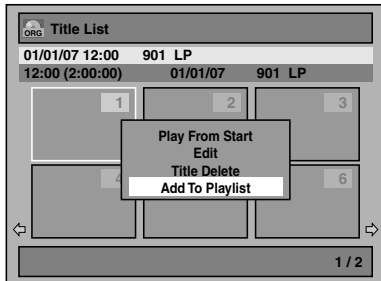 ORG Title List
01/01/07 12:00 901 LP
12:00 (2:00:00) 01/01/07 901 LP
1 2 3
Play From Start
Edit
Title Delete
Add To Playlist
4 6
1 / 2